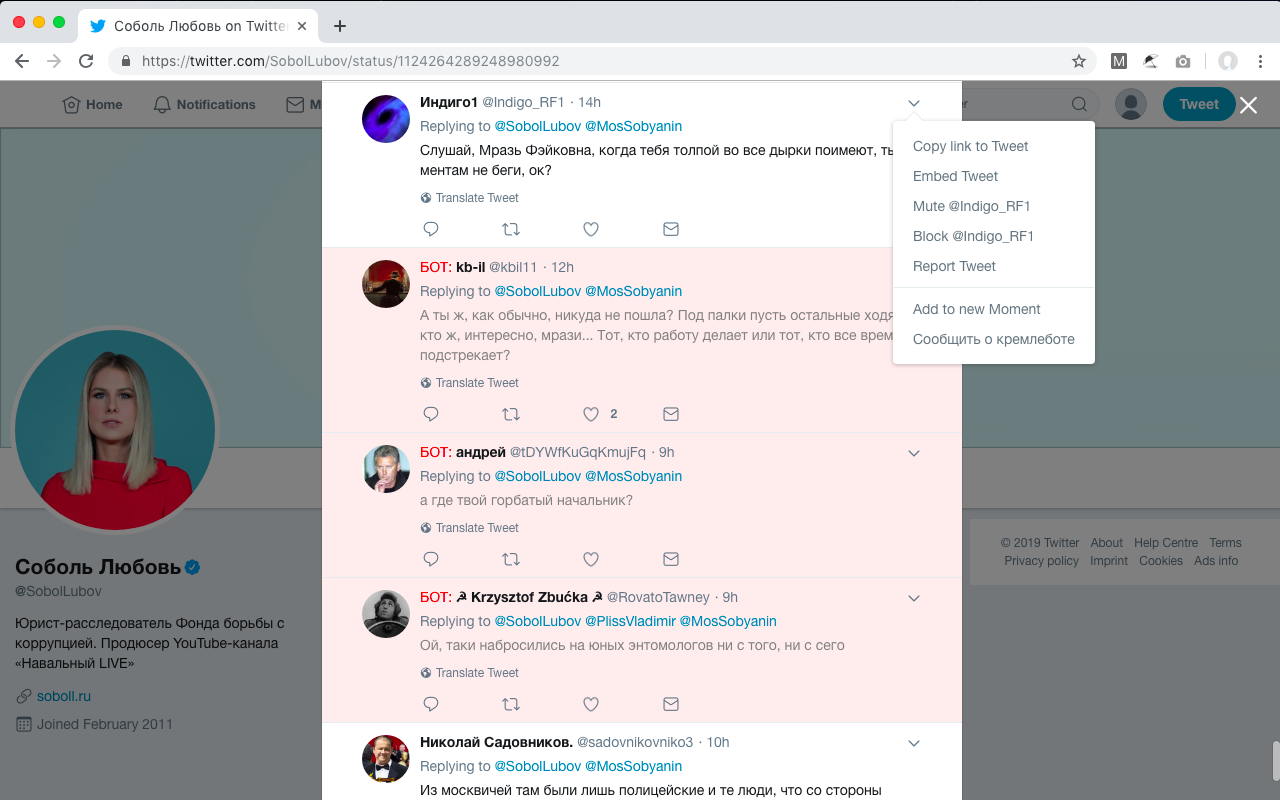 Соболь Любовь on Twitte
https://twitter.com/SobolLubov/status/1124264289248980992
M
Home
Notifications
M
er
Tweet
Индиго1 @Indigo_RF1 · 14h
Replying to @SobolLubov @MosSobyanin
Слушай, Мразь Фэйковна, когда тебя толпой во все дырки поимеют, ты
ментам не беги, ок?
Translate Tweet
Copy link to Tweet
Embed Tweet
Mute @Indigo_RF1
Block @Indigo_RF1
Report Tweet
Add to new Moment
Сообщить о кремлеботе
БОТ: kb-il @kbil11 · 12h
Replying to @SobolLubov @MosSobyanin
А ты ж, как обычно, никуда не пошла? Под палки пусть остальные ходя
кто ж, интересно, мрази... Тот, кто работу делает или тот, кто все врем
подстрекает?
Translate Tweet
2
БОТ: андрей @tDYWfKuGqKmujFq · 9h
Replying to @SobolLubov @MosSobyanin
а где твой горбатый начальник?
Translate Tweet
БОТ: ☭ Krzysztof Zbućka ☭ @RovatoTawney · 9h
Replying to @SobolLubov @PlissVladimir @MosSobyanin
Ой, таки набросились на юных энтомологов ни с того, ни с сего
Translate Tweet
Николай Садовников. @sadovnikovniko3 · 10h
Replying to @SobolLubov @MosSobyanin
Из москвичей там были лишь полицейские и те люди, что со стороны
Соболь Любовь
@SobolLubov
Юрист-расследователь Фонда борьбы с
коррупцией. Продюсер YouTube-канала
«Навальный LIVE»
soboll.ru
Joined February 2011
© 2019 Twitter About Help Centre Terms
Privacy policy Imprint Cookies Ads info